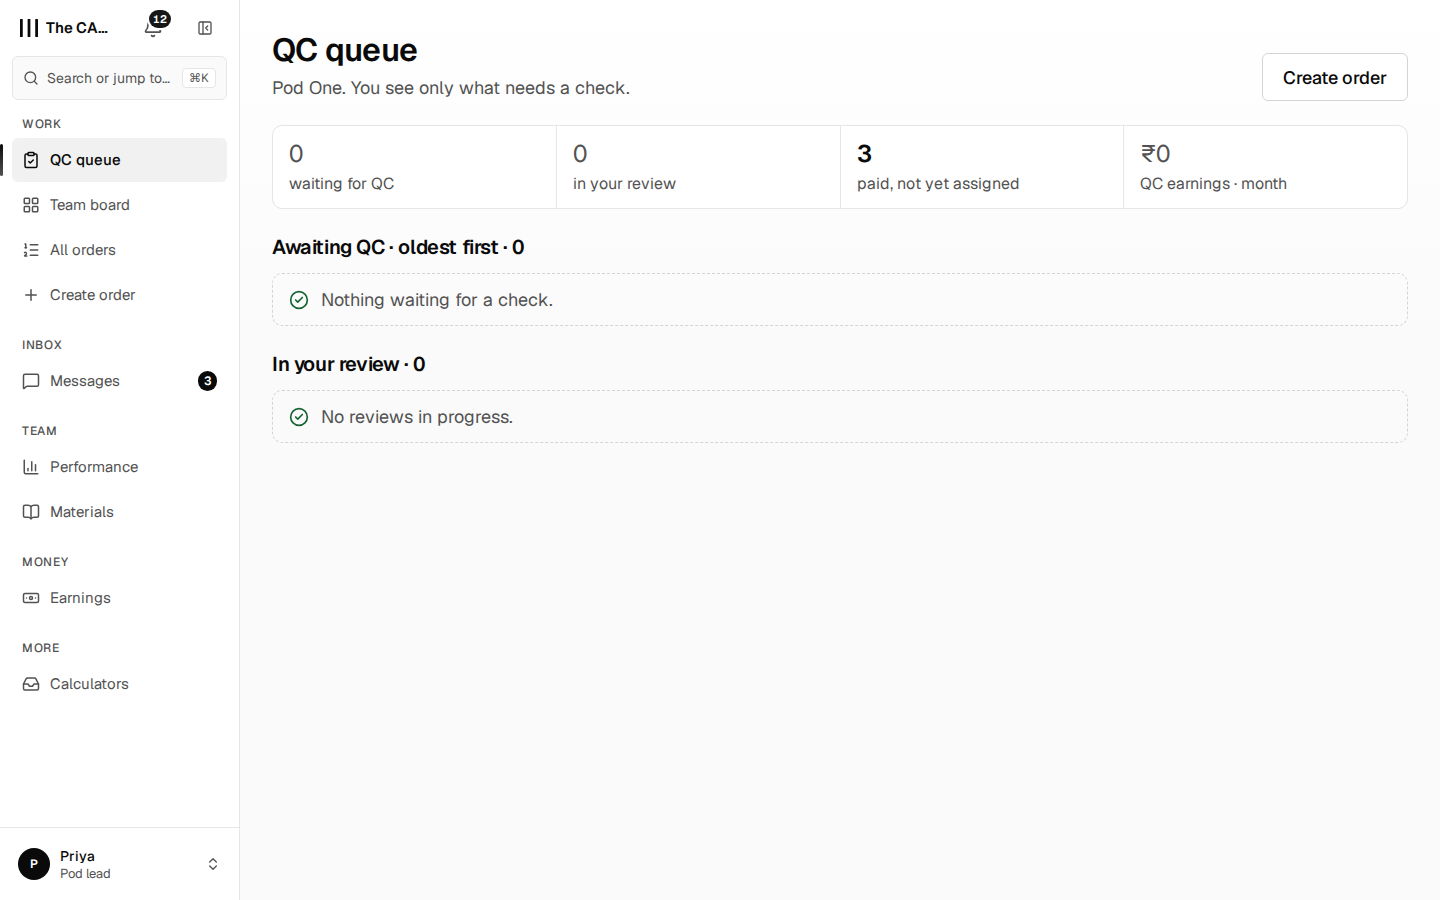 The CA...
12
Search or jump to... ⌘K
WORK
QC queue
Team board
All orders
Create order
INBOX
Messages 3
TEAM
Performance
Materials
MONEY
Earnings
MORE
Calculators
P
Priya
Pod lead
QC queue
Pod One. You see only what needs a check.
Create order
0
waiting for QC
0
in your review
3
paid, not yet assigned
₹0
QC earnings · month
Awaiting QC · oldest first · 0
Nothing waiting for a check.
In your review · 0
No reviews in progress.